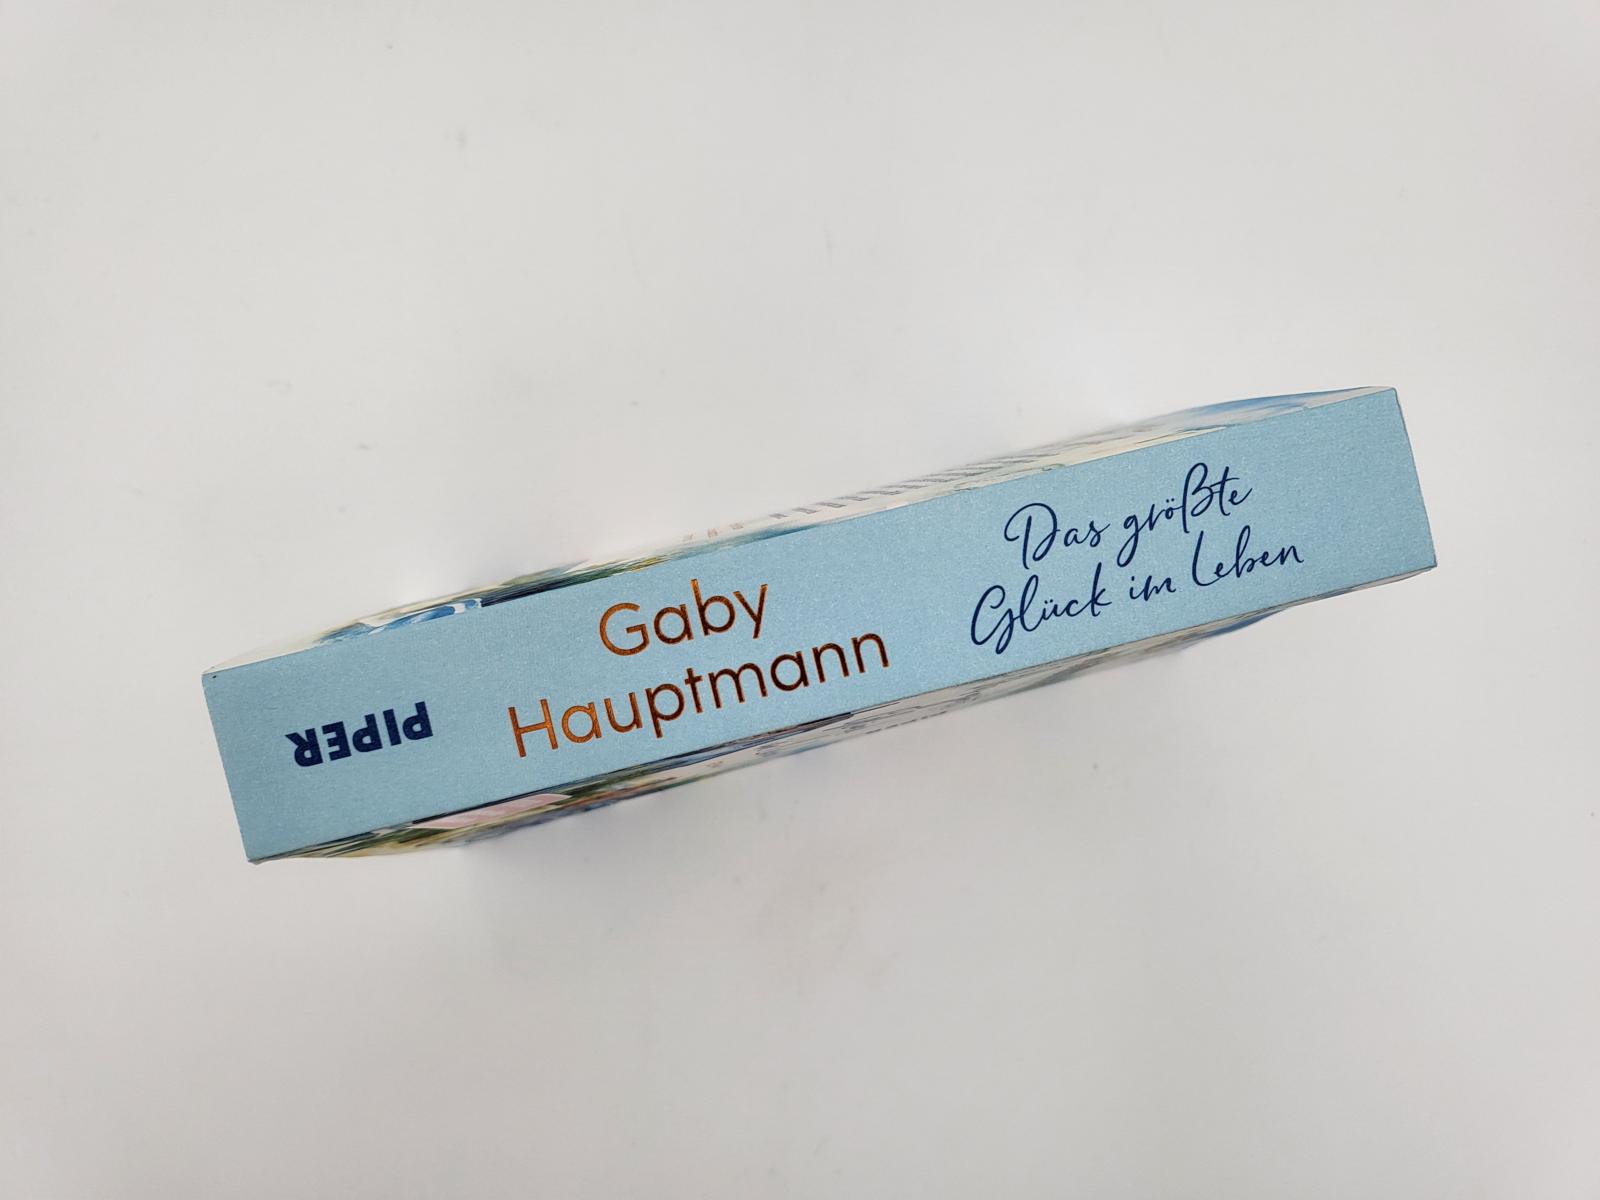 Gaby
Hauptmann
Das größte
Glück im Leben
PIPER